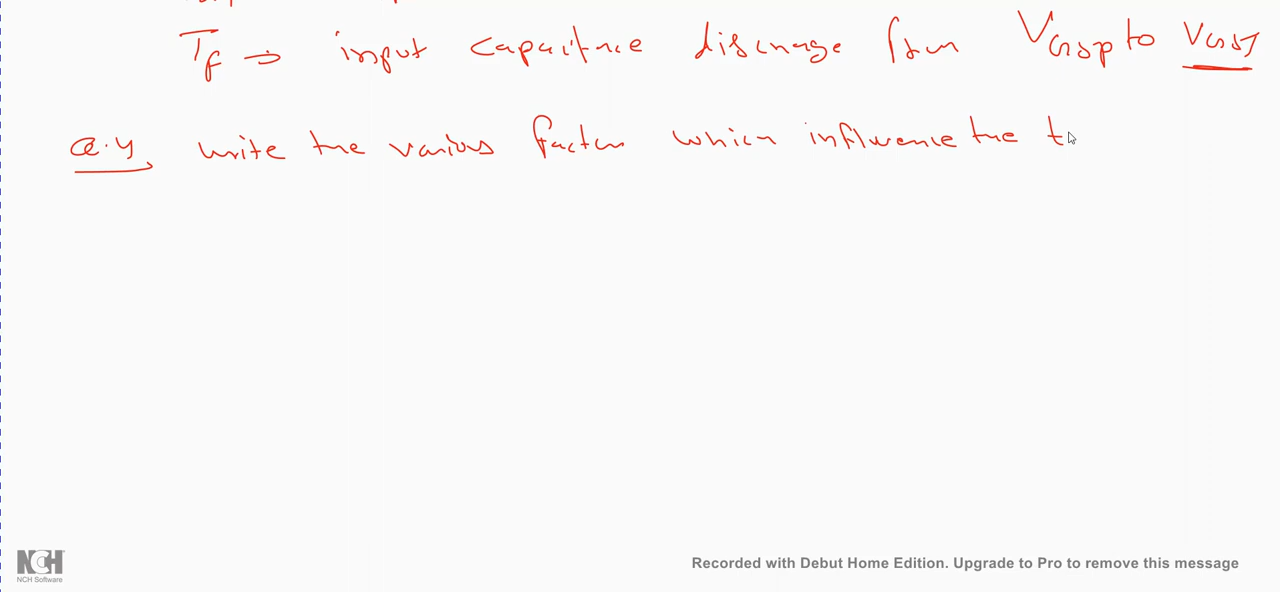 Tf → input capacitnce discharge from VGSP to VGST
Q.4, write the various factor which influence the t
NCH
NCH Software
Recorded with Debut Home Edition. Upgrade to Pro to remove this message